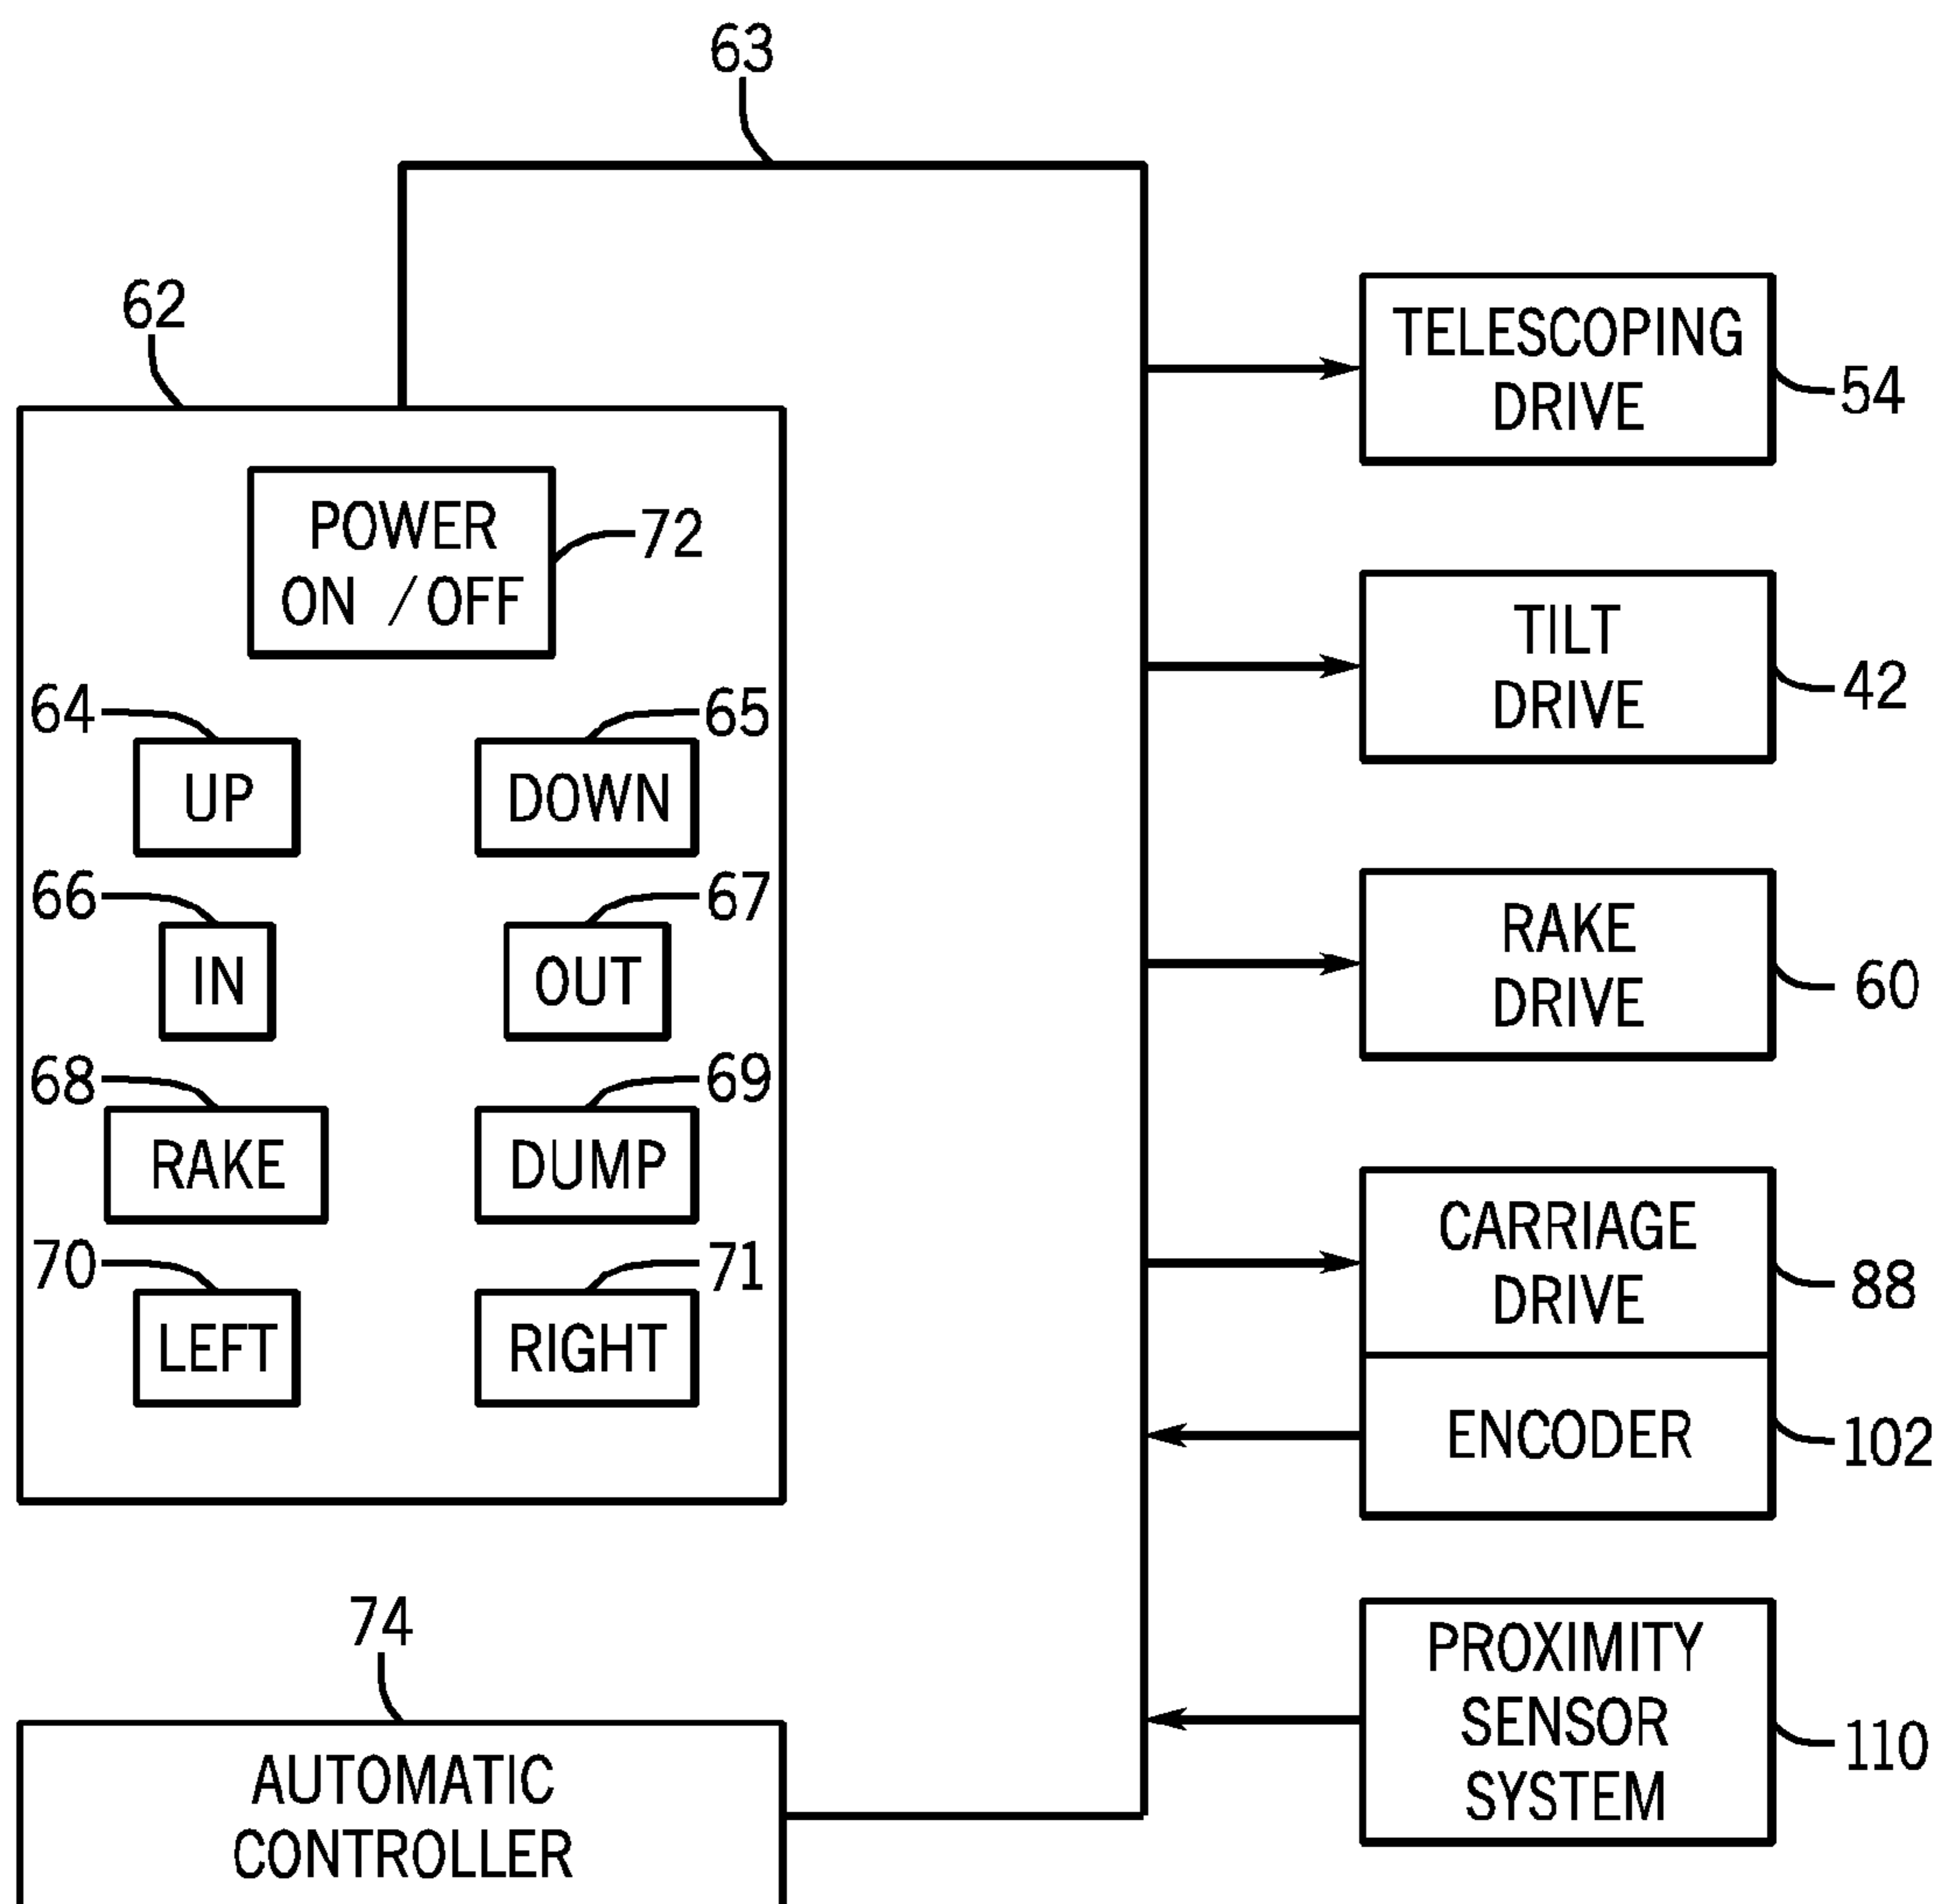 63
62
POWER
ON / OFF
72
64
65
UP
DOWN
66
67
IN
OUT
68
69
RAKE
DUMP
70
71
LEFT
RIGHT
74
AUTOMATIC
CONTROLLER
TELESCOPING
DRIVE
54
TILT
DRIVE
42
RAKE
DRIVE
60
CARRIAGE
DRIVE
88
ENCODER
102
PROXIMITY
SENSOR
SYSTEM
110